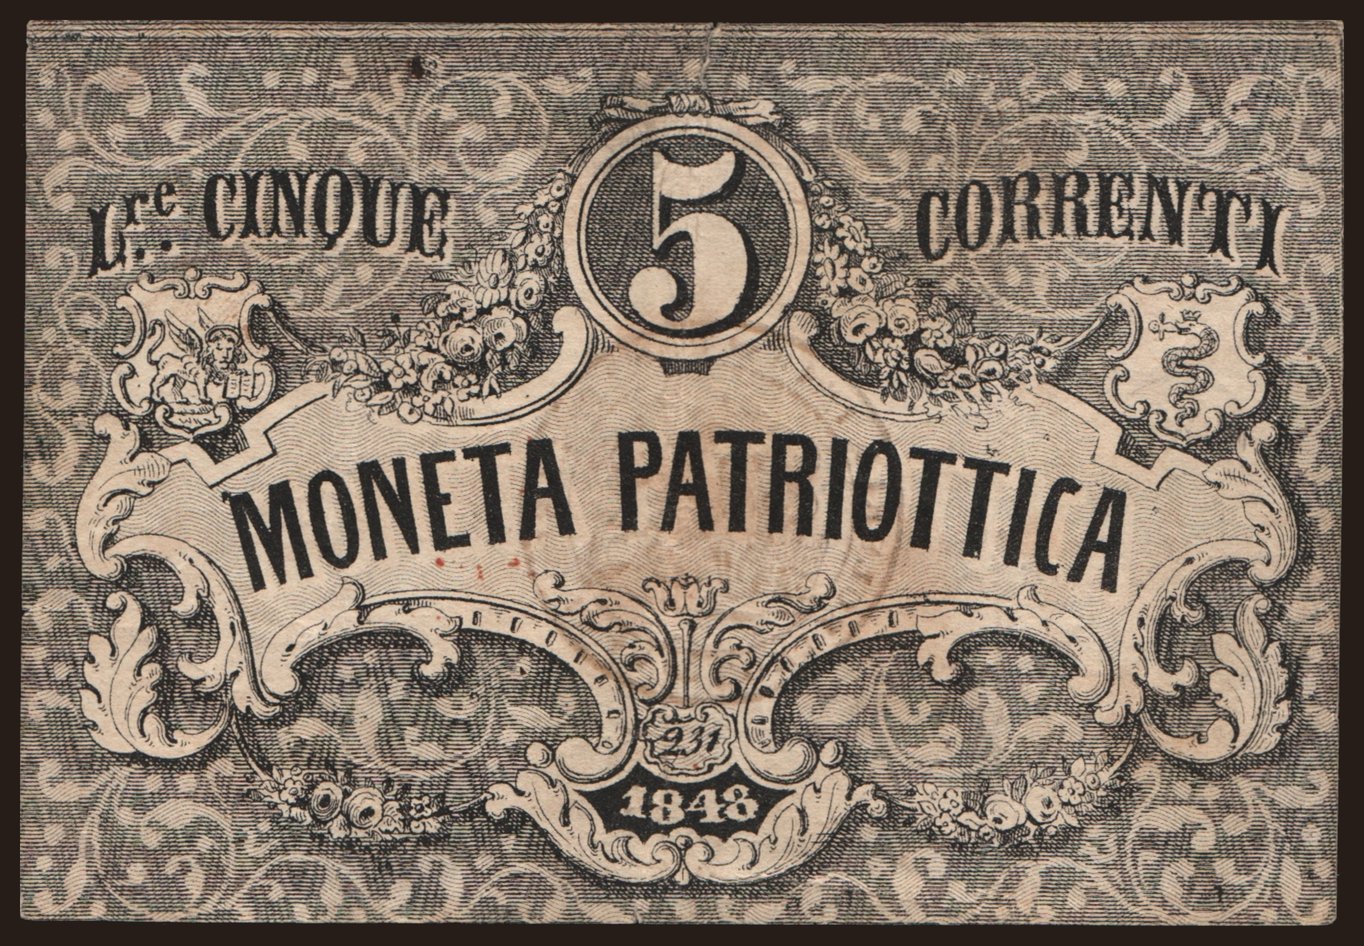 5
L.re CINQUE CORRENTI
MONETA PATRIOTTICA
231
1848